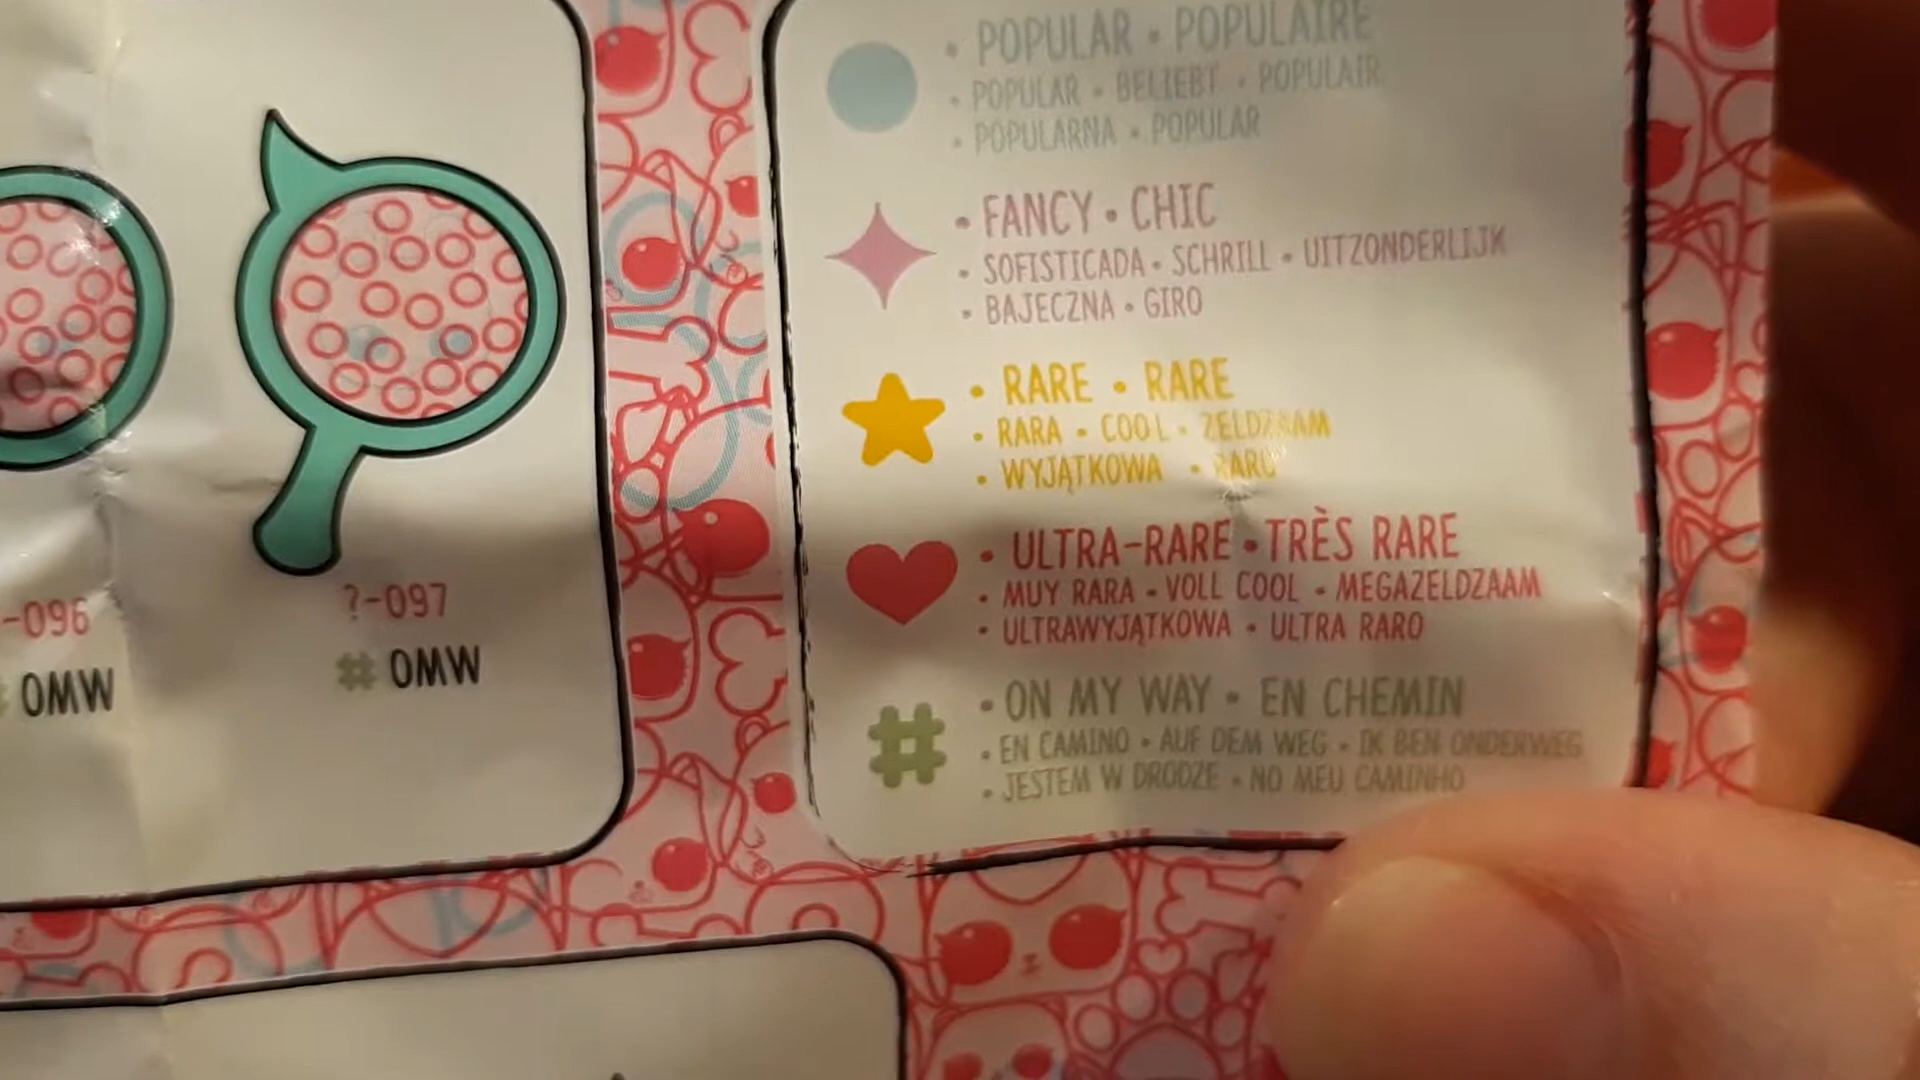 • POPULAR • POPULAIRE
• POPULAR • BELIEBT • POPULAIR
• POPULARNA • POPULAR
• FANCY • CHIC
• SOFISTICADA • SCHRILL • UITZONDERLIJK
• BAJECZNA • GIRO
• RARE • RARE
• RARA • COOL • ZELDZAAM
• WYJĄTKOWA • RARO
• ULTRA-RARE • TRÈS RARE
• MUY RARA • VOLL COOL • MEGAZELDZAAM
• ULTRAWYJĄTKOWA • ULTRA RARO
# • ON MY WAY • EN CHEMIN
• EN CAMINO • AUF DEM WEG • IK BEN ONDERWEG
• JESTEM W DRODZE • NO MEU CAMINHO
-096
# OMW
?-097
# OMW